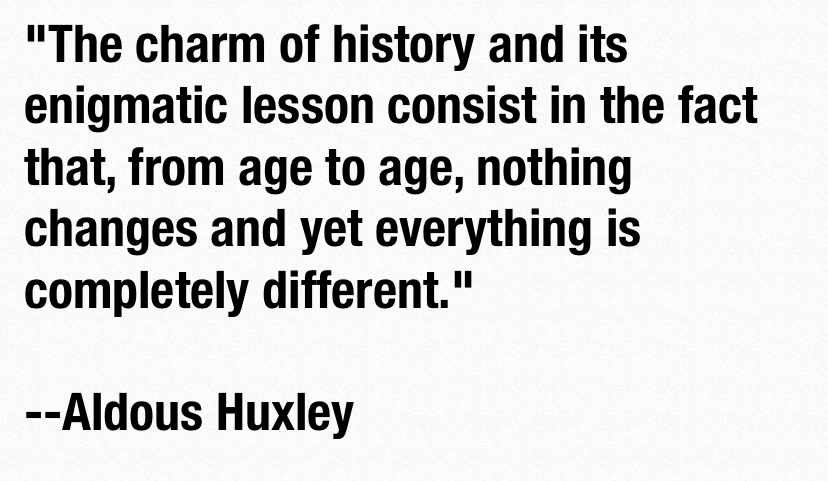 "The charm of history and its
enigmatic lesson consist in the fact
that, from age to age, nothing
changes and yet everything is
completely different."
--Aldous Huxley